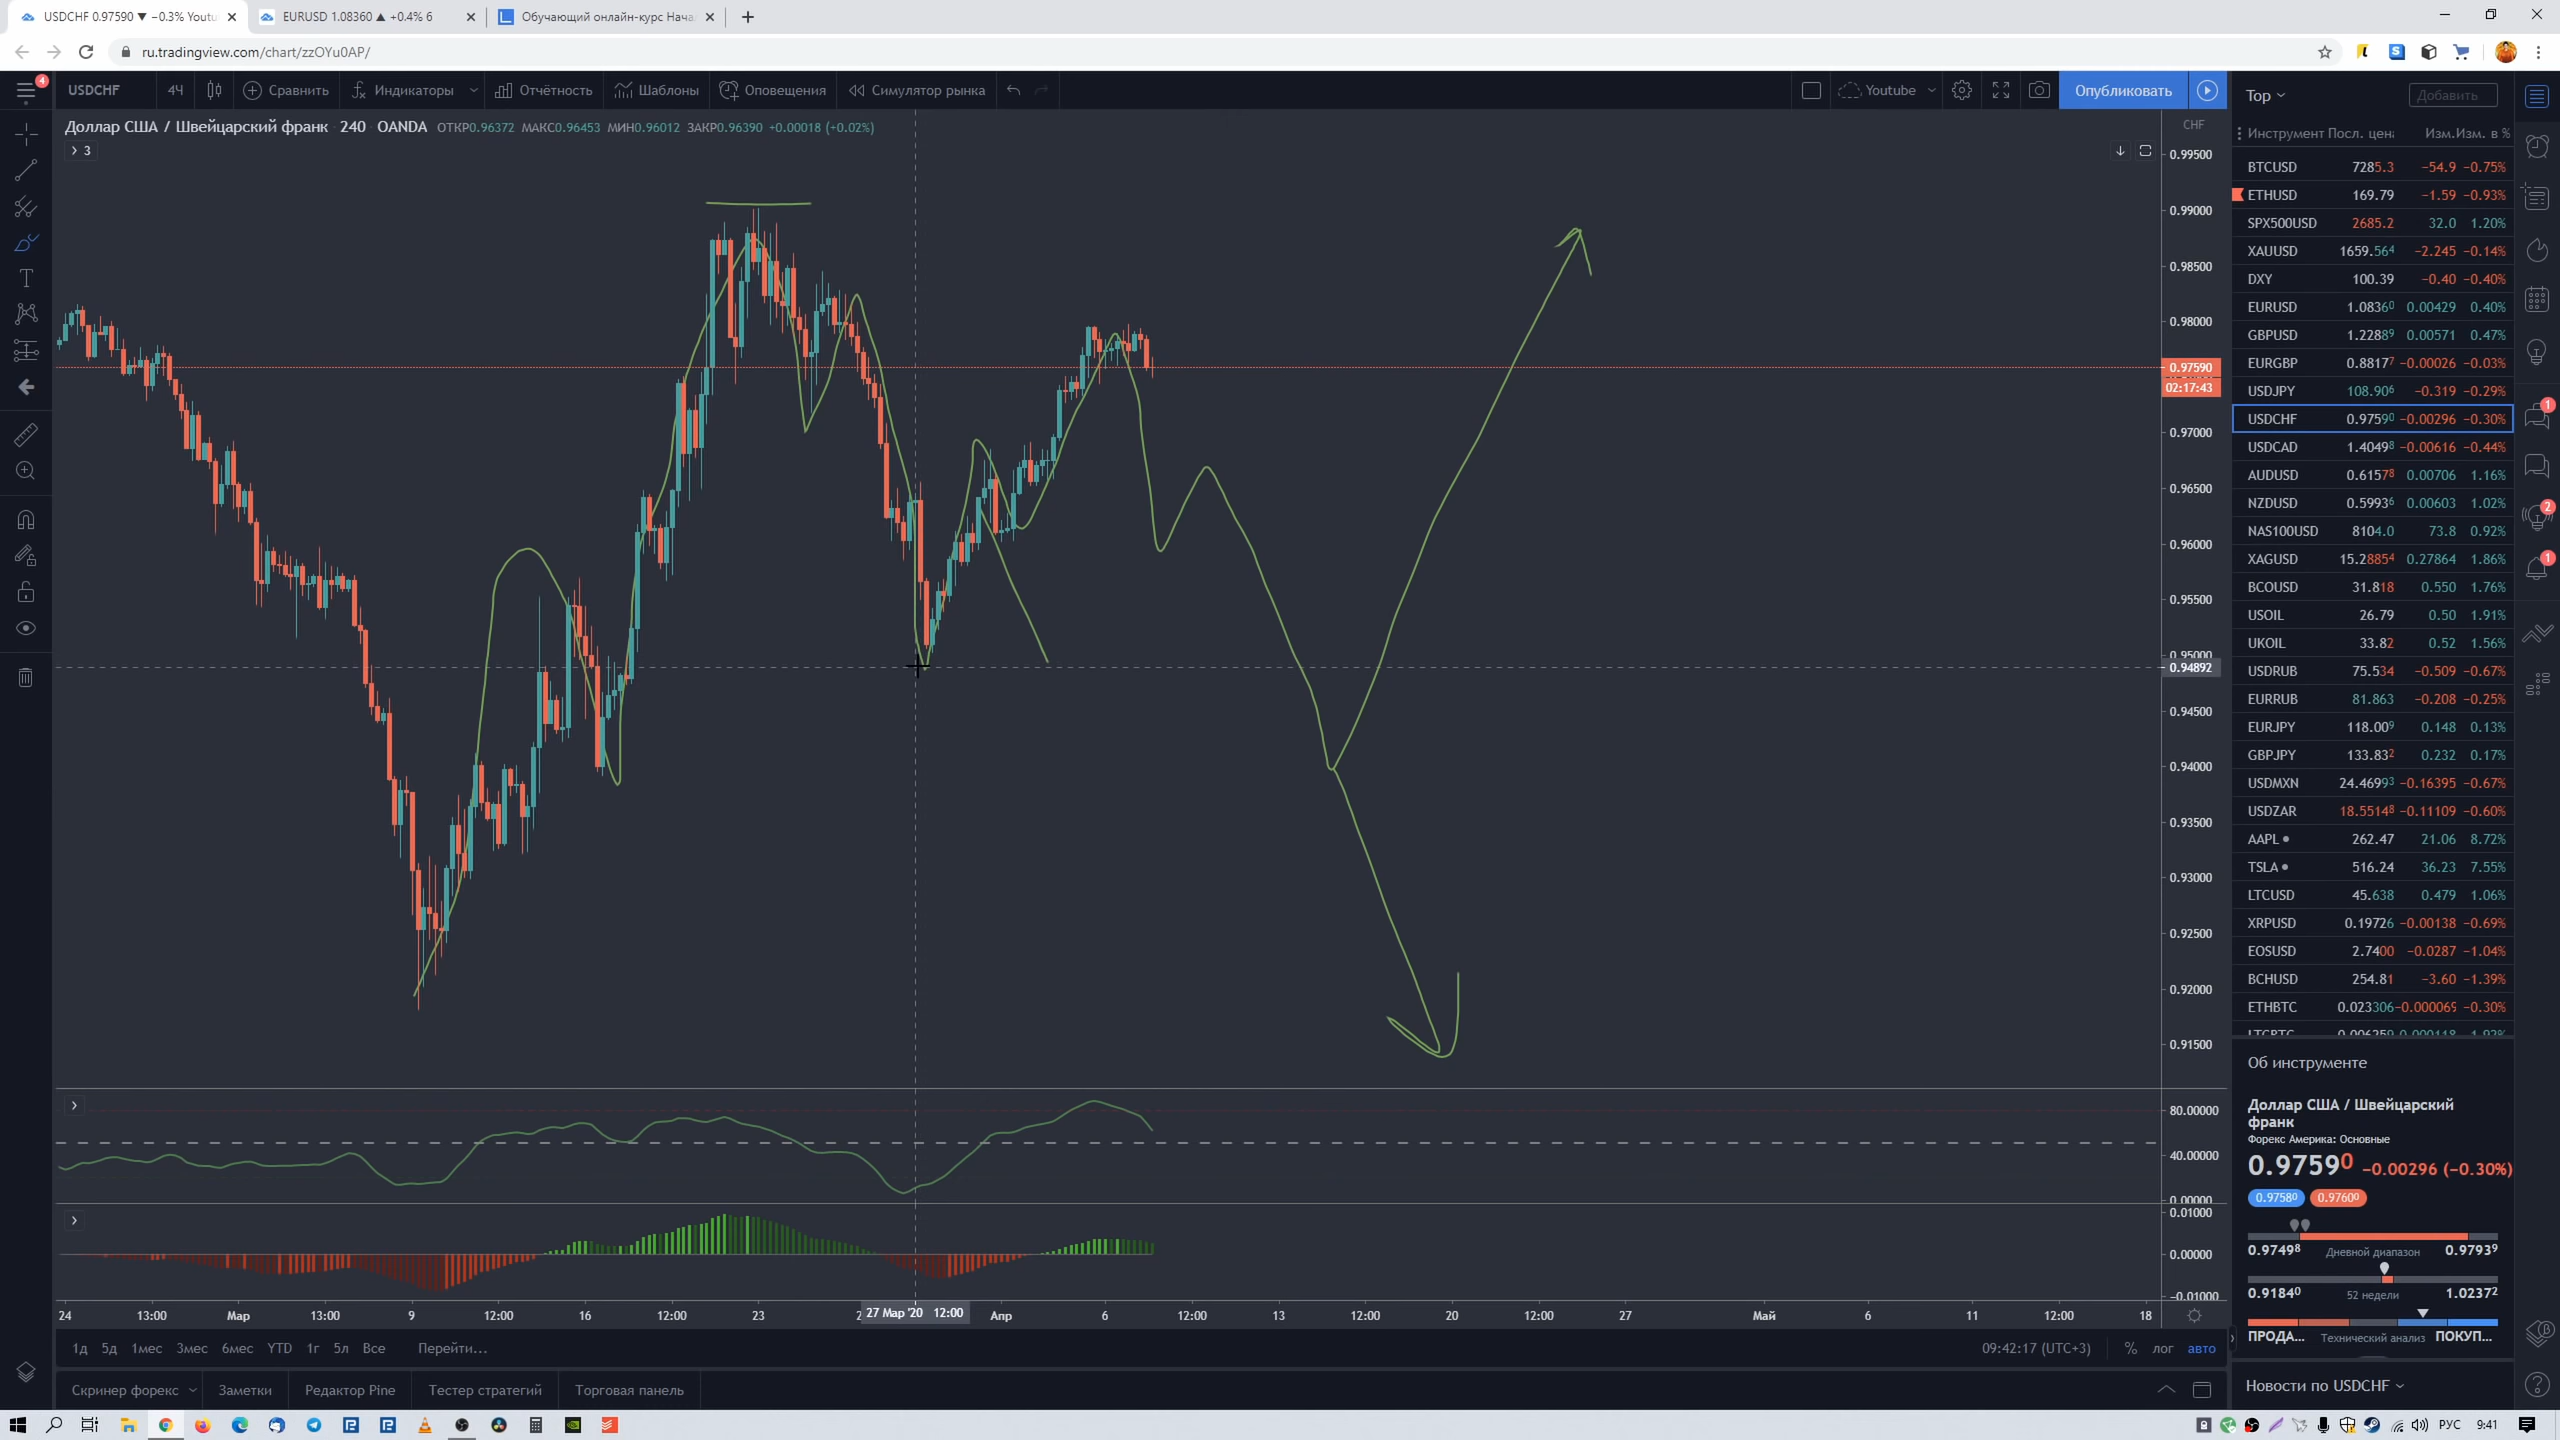 USDCHF 0.97590 ▼ −0.3% Youtu
EURUSD 1.08360 ▲ +0.4% 6
Обучающий онлайн-курс Нача
ru.tradingview.com/chart/zzOYu0AP/
4
USDCHF
4Ч
Сравнить
Индикаторы
Отчётность
Шаблоны
Оповещения
Симулятор рынка
Youtube
Опубликовать
Доллар США / Швейцарский франк 240 OANDA ОТКР0.96372 МАКС0.96453 МИН0.96012 ЗАКР0.96390 +0.00018 (+0.02%)
3
CHF
0.99500
0.99000
0.98500
0.98000
0.97590
02:17:43
0.97000
0.96500
0.96000
0.95500
0.95000
0.94892
0.94500
0.94000
0.93500
0.93000
0.92500
0.92000
0.91500
80.00000
40.00000
0.00000
0.01000
0.00000
−0.01000
24 13:00 Мар 13:00 9 12:00 16 12:00 23 2 27 Мар '20 12:00 Апр 6 12:00 13 12:00 20 12:00 27 Май 6 11 12:00 18
1д 5д 1мес 3мес 6мес YTD 1г 5л Все Перейти...
09:42:17 (UTC+3) % лог авто
Скринер форекс Заметки Редактор Pine Тестер стратегий Торговая панель
Top
Добавить
Инструмент Посл. цена Изм. Изм. в %
BTCUSD 7285.3 −54.9 −0.75%
ETHUSD 169.79 −1.59 −0.93%
SPX500USD 2685.2 32.0 1.20%
XAUUSD 1659.564 −2.245 −0.14%
DXY 100.39 −0.40 −0.40%
EURUSD 1.08360 0.00429 0.40%
GBPUSD 1.22889 0.00571 0.47%
EURGBP 0.88177 −0.00026 −0.03%
USDJPY 108.906 −0.319 −0.29%
USDCHF 0.97590 −0.00296 −0.30%
USDCAD 1.40498 −0.00616 −0.44%
AUDUSD 0.61578 0.00706 1.16%
NZDUSD 0.59936 0.00603 1.02%
NAS100USD 8104.0 73.8 0.92%
XAGUSD 15.28854 0.27864 1.86%
BCOUSD 31.818 0.550 1.76%
USOIL 26.79 0.50 1.91%
UKOIL 33.82 0.52 1.56%
USDRUB 75.534 −0.509 −0.67%
EURRUB 81.863 −0.208 −0.25%
EURJPY 118.009 0.148 0.13%
GBPJPY 133.832 0.232 0.17%
USDMXN 24.46993 −0.16395 −0.67%
USDZAR 18.55148 −0.11109 −0.60%
AAPL 262.47 21.06 8.72%
TSLA 516.24 36.23 7.55%
LTCUSD 45.638 0.479 1.06%
XRPUSD 0.19726 −0.00138 −0.69%
EOSUSD 2.7400 −0.0287 −1.04%
BCHUSD 254.81 −3.60 −1.39%
ETHBTC 0.023306 −0.000069 −0.30%
Об инструменте
Доллар США / Швейцарский
франк
Форекс Америка: Основные
0.97590 −0.00296 (−0.30%)
0.97580 0.97600
0.97498 Дневной диапазон 0.97939
0.91840 52 недели 1.02372
ПРОДА... Технический анализ ПОКУП...
Новости по USDCHF
1
2
1
РУС 9:41